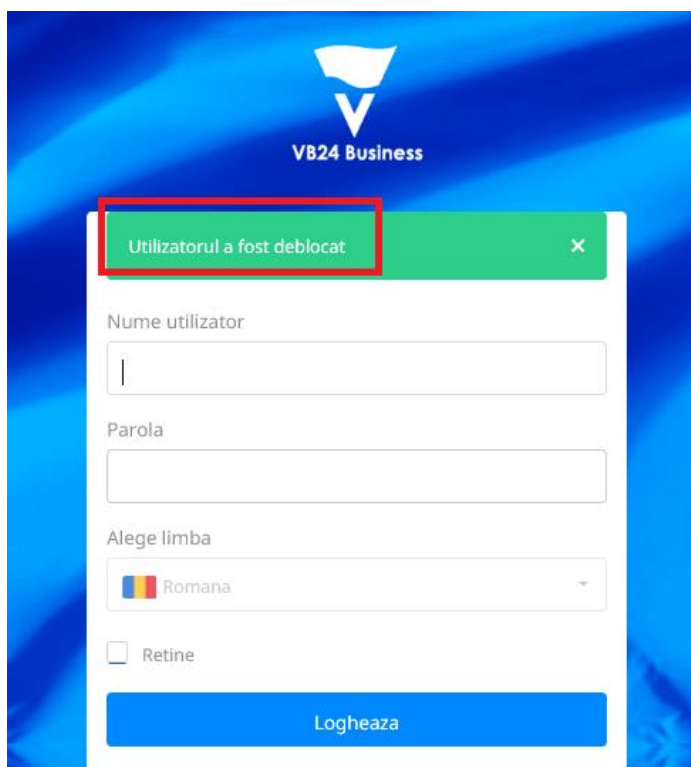 VB24 Business
Utilizatorul a fost deblocat ×
Nume utilizator
Parola
Alege limba
Romana
Retine
Logheaza